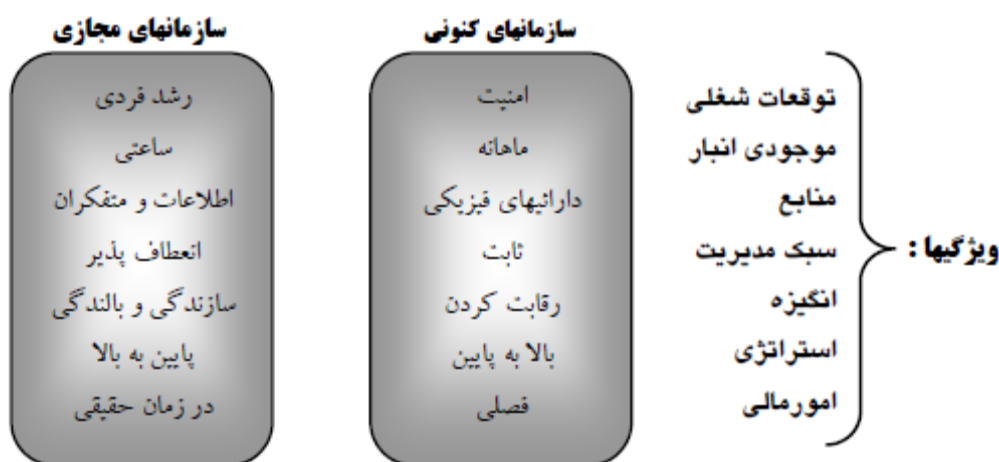 سازمانهای کنونی
سازمانهای مجازی
ویژگیها :
توقعات شغلی
امنیت
رشد فردی
موجودی انبار
ماهانه
ساعتی
منابع
دارائیهای فیزیکی
اطلاعات و متفکران
سبک مدیریت
ثابت
انعطاف پذیر
انگیزه
رقابت کردن
سازندگی و بالندگی
استراتژی
بالا به پایین
پایین به بالا
امورمالی
فصلی
در زمان حقیقی